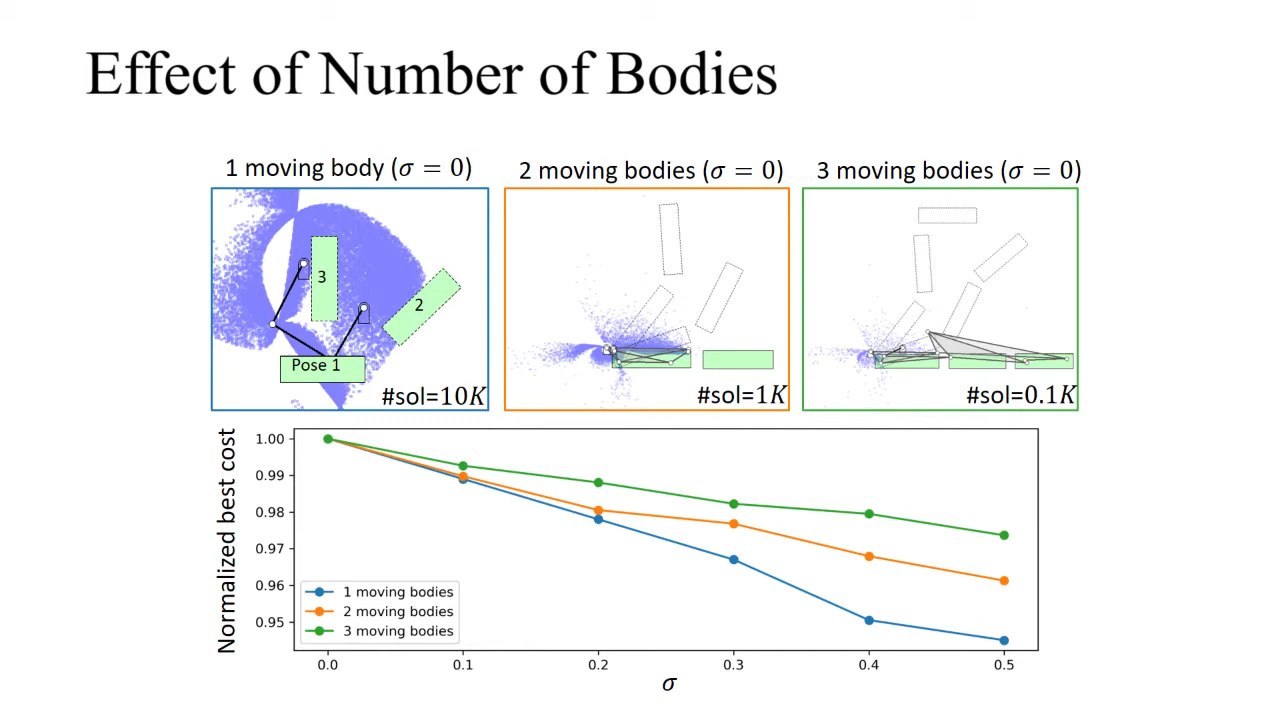 Effect of Number of Bodies
1 moving body (σ = 0)
2 moving bodies (σ = 0)
3 moving bodies (σ = 0)
3
2
Pose 1
#sol=10K
#sol=1K
#sol=0.1K
Normalized best cost
1.00
0.99
0.98
0.97
0.96
0.95
1 moving bodies
2 moving bodies
3 moving bodies
0.0 0.1 0.2 0.3 0.4 0.5
σ